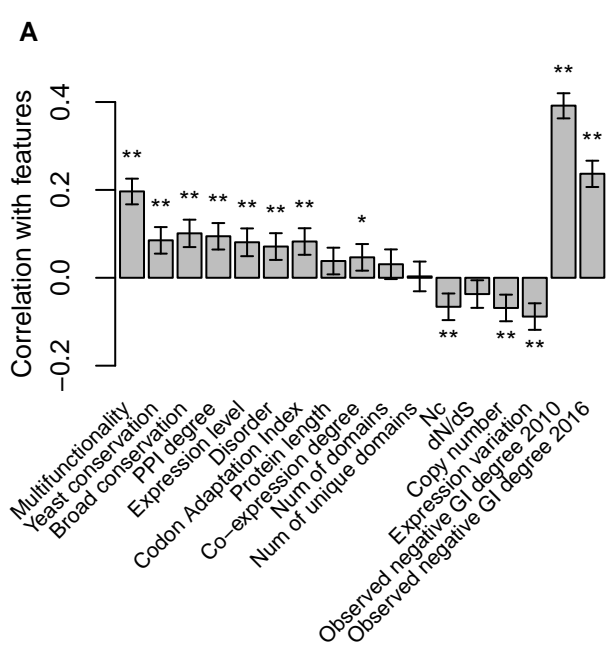 A
Correlation with features
0.4
0.2
0.0
−0.2
**
**
**
**
**
**
**
*
**
**
**
**
**
Multifunctionality
Yeast conservation
Broad conservation
PPI degree
Expression level
Disorder
Codon Adaptation Index
Protein length
Co−expression degree
Num of domains
Num of unique domains
Nc
dN/dS
Copy number
Expression variation
Observed negative GI degree 2010
Observed negative GI degree 2016